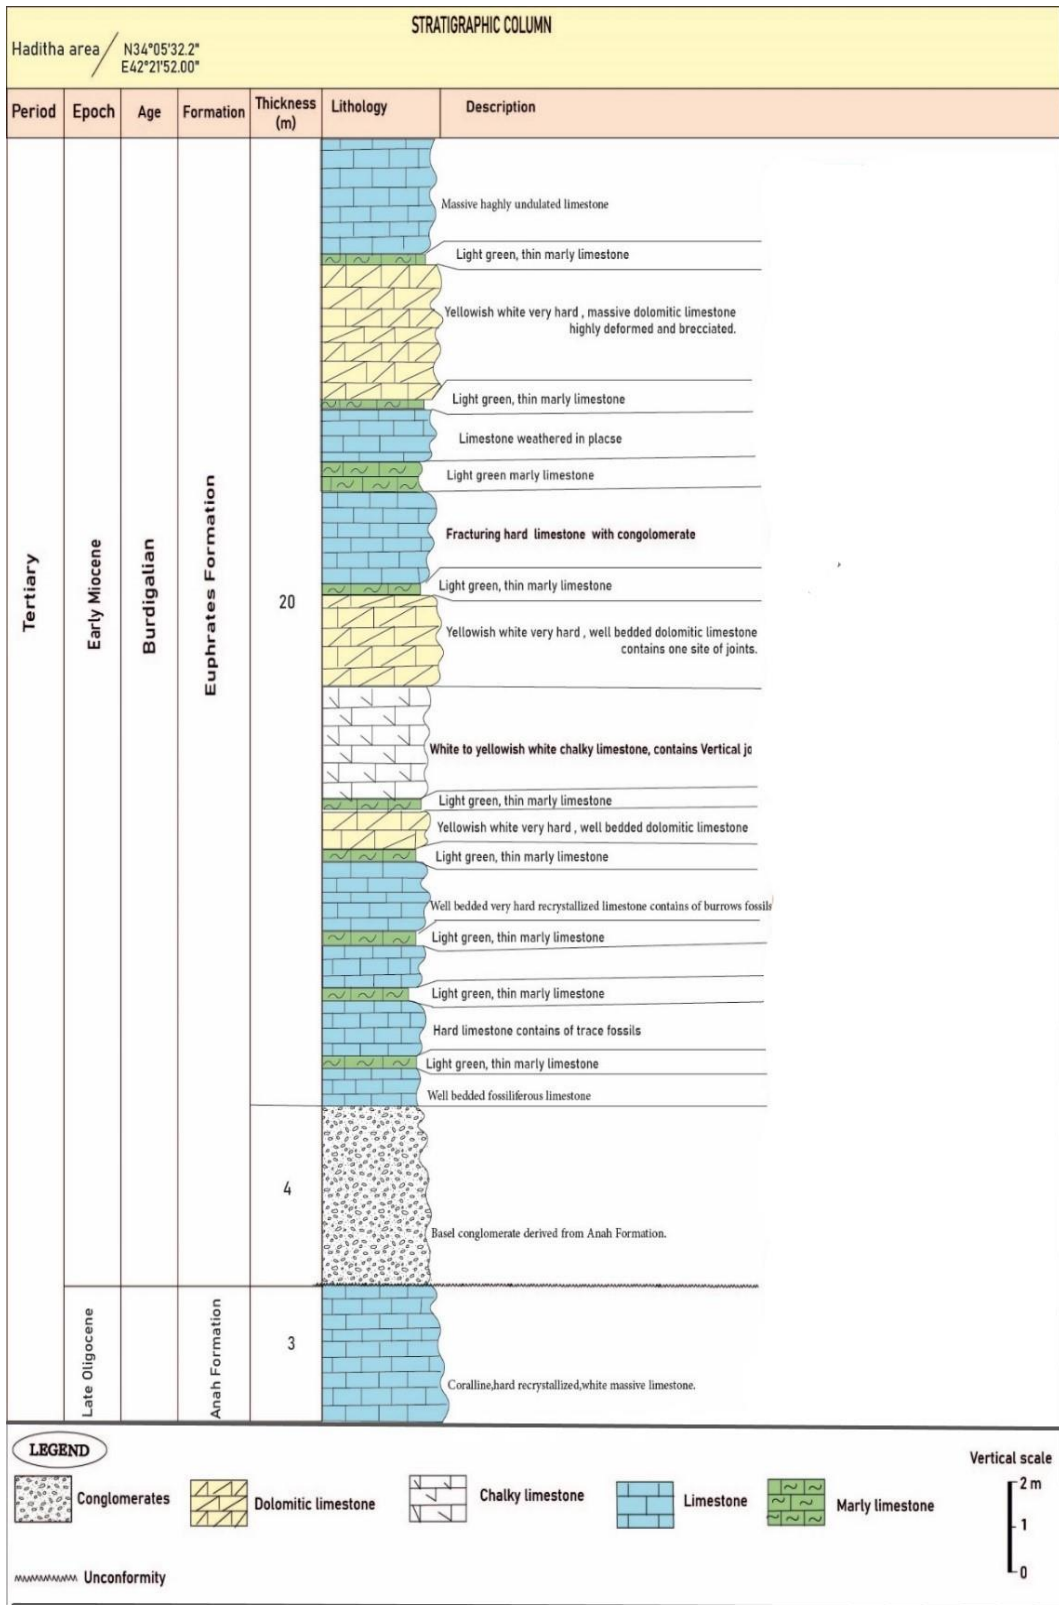 STRATIGRAPHIC COLUMN
Haditha area
N34°05'32.2"
E42°21'52.00"
Period
Epoch
Age
Formation
Thickness
(m)
Lithology
Description
Massive haghly undulated limestone
Light green, thin marly limestone
Yellowish white very hard , massive dolomitic limestone
highly deformed and brecciated.
Light green, thin marly limestone
Limestone weathered in placse
Light green marly limestone
Fracturing hard limestone with congolomerate
Light green, thin marly limestone
Tertiary
Early Miocene
Burdigalian
Euphrates Formation
20
Yellowish white very hard , well bedded dolomitic limestone
contains one site of joints.
White to yellowish white chalky limestone, contains Vertical jo
Light green, thin marly limestone
Yellowish white very hard , well bedded dolomitic limestone
Light green, thin marly limestone
Well bedded very hard recrystallized limestone contains of burrows fossils
Light green, thin marly limestone
Light green, thin marly limestone
Hard limestone contains of trace fossils
Light green, thin marly limestone
Well bedded fossiliferous limestone
4
Basel conglomerate derived from Anah Formation.
Late Oligocene
Anah Formation
3
Coralline,hard recrystallized,white massive limestone.
LEGEND
Conglomerates
Dolomitic limestone
Chalky limestone
Limestone
Marly limestone
Vertical scale
2 m
1
0
Unconformity